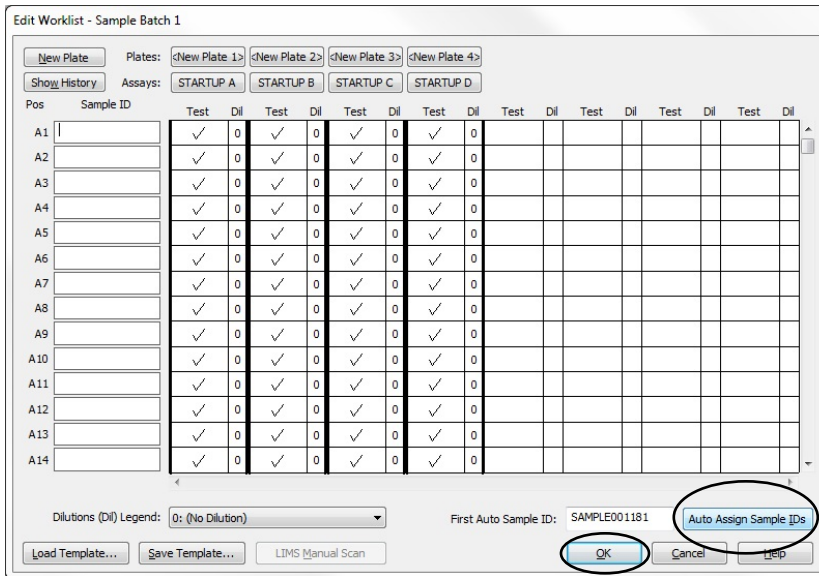 Edit Worklist - Sample Batch 1
New Plate Plates: <New Plate 1> <New Plate 2> <New Plate 3> <New Plate 4>
Show History Assays: STARTUP A STARTUP B STARTUP C STARTUP D
Pos Sample ID Test Dil Test Dil Test Dil Test Dil Test Dil Test Dil Test Dil Test Dil
A1 ✓ 0 ✓ 0 ✓ 0 ✓ 0
A2 ✓ 0 ✓ 0 ✓ 0 ✓ 0
A3 ✓ 0 ✓ 0 ✓ 0 ✓ 0
A4 ✓ 0 ✓ 0 ✓ 0 ✓ 0
A5 ✓ 0 ✓ 0 ✓ 0 ✓ 0
A6 ✓ 0 ✓ 0 ✓ 0 ✓ 0
A7 ✓ 0 ✓ 0 ✓ 0 ✓ 0
A8 ✓ 0 ✓ 0 ✓ 0 ✓ 0
A9 ✓ 0 ✓ 0 ✓ 0 ✓ 0
A10 ✓ 0 ✓ 0 ✓ 0 ✓ 0
A11 ✓ 0 ✓ 0 ✓ 0 ✓ 0
A12 ✓ 0 ✓ 0 ✓ 0 ✓ 0
A13 ✓ 0 ✓ 0 ✓ 0 ✓ 0
A14 ✓ 0 ✓ 0 ✓ 0 ✓ 0
Dilutions (Dil) Legend: 0: (No Dilution) First Auto Sample ID: SAMPLE001181 Auto Assign Sample IDs
Load Template... Save Template... LIMS Manual Scan OK Cancel Help